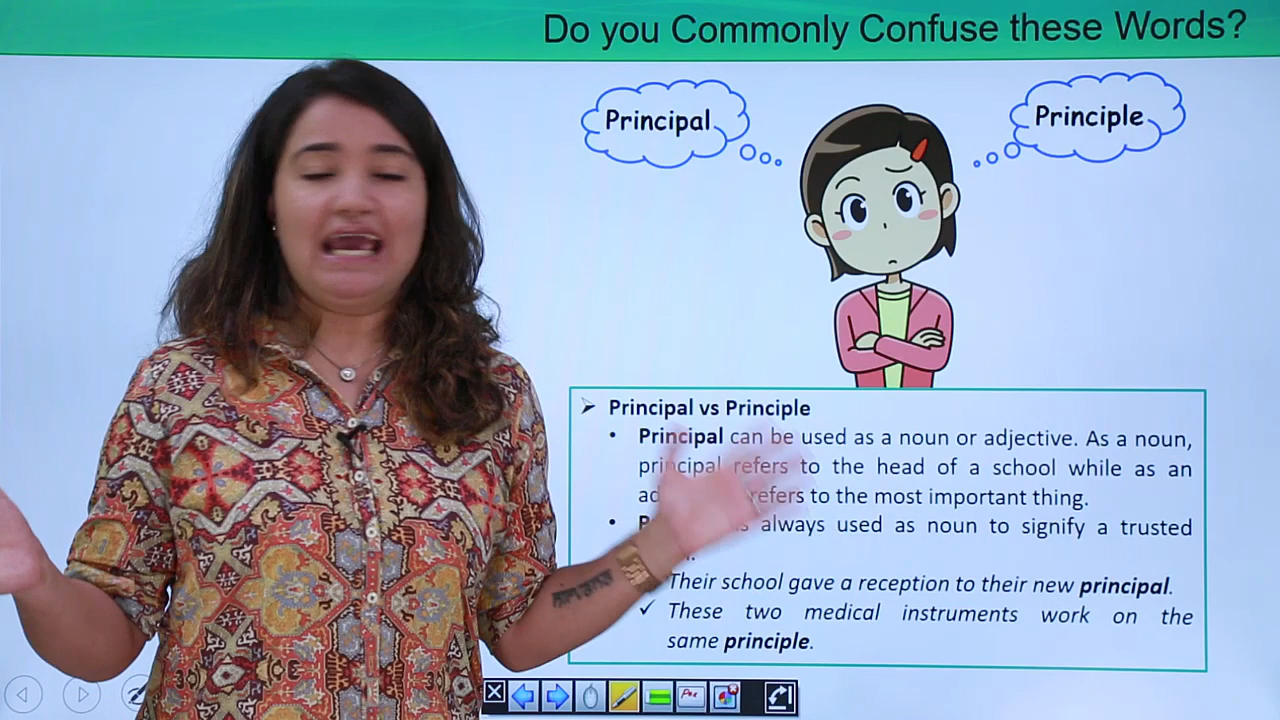 Do you Commonly Confuse these Words?
Principal
Principle
Principal vs Principle
Principal can be used as a noun or adjective. As a noun,
principal refers to the head of a school while as an
refers to the most important thing.
always used as noun to signify a trusted
Their school gave a reception to their new principal.
These two medical instruments work on the
same principle.